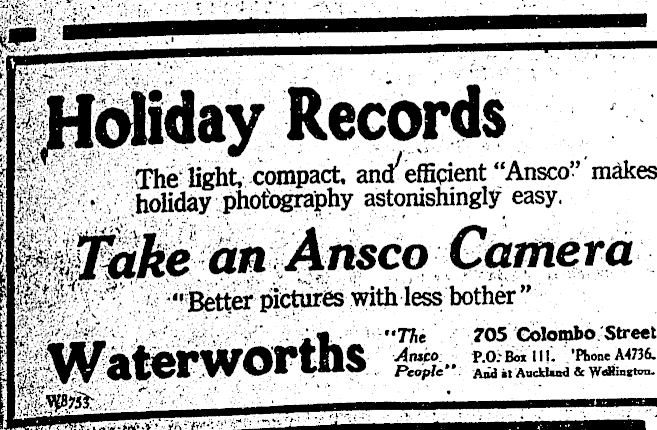 Holiday Records
The light, compact, and efficient "Ansco" makes
holiday photography astonishingly easy.
Take an Ansco Camera
"Better pictures with less bother"
Waterworths
"The
Ansco
People"
705 Colombo Street
P.O. Box 111. 'Phone A4736.
And at Auckland & Wellington.
WB753